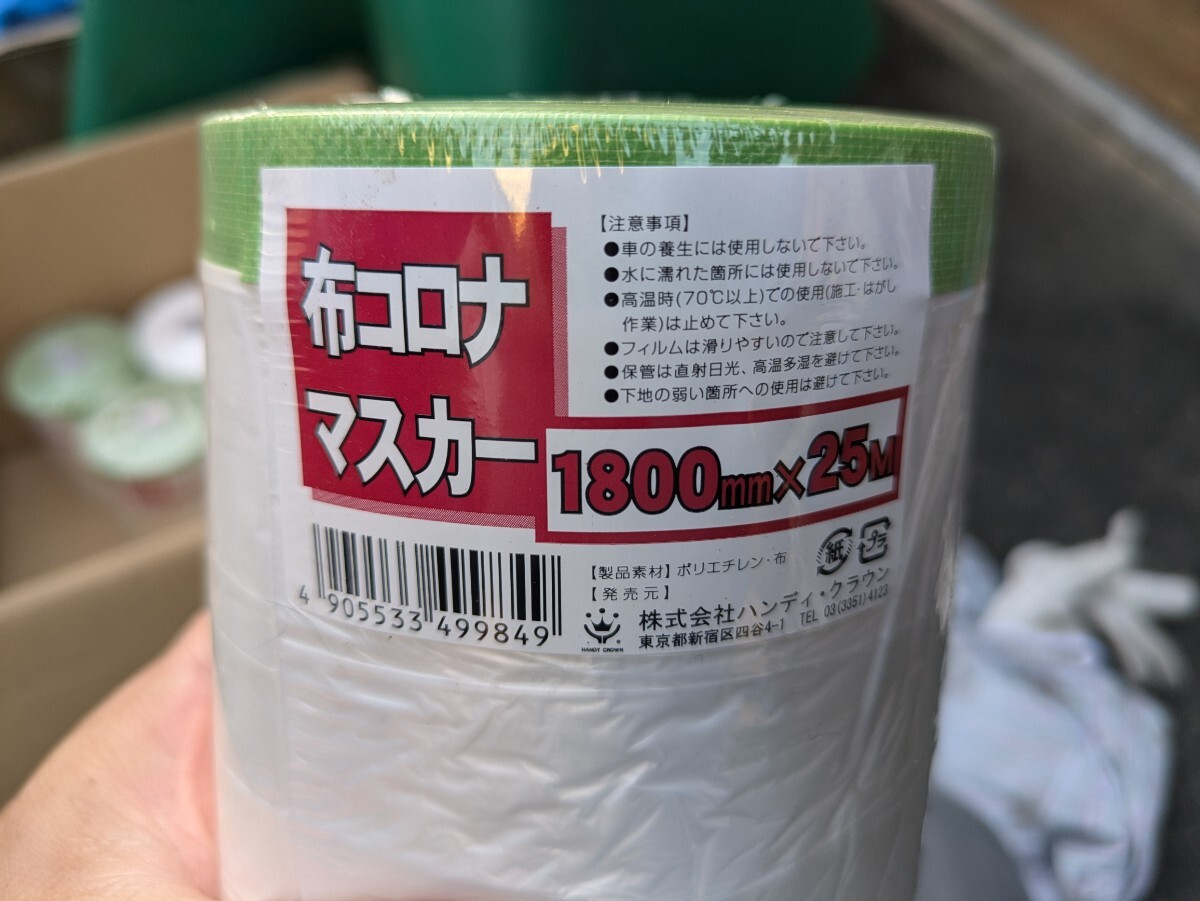 布コロナ
マスカー
【注意事項】
●車の養生には使用しないで下さい。
●水に濡れた箇所には使用しないで下さい。
●高温時(70℃以上)での使用(施工・はがし
作業)は止めて下さい。
●フィルムは滑りやすいので注意して下さい。
●保管は直射日光、高温多湿を避けて下さい。
●下地の弱い箇所への使用は避けて下さい。
1800mm×25M
紙
プラ
【製品素材】ポリエチレン・布
【発売元】
株式会社ハンディ・クラウン
東京都新宿区四谷4-1 TEL 03(3351)4123
HANDY CROWN
4 905533 499849